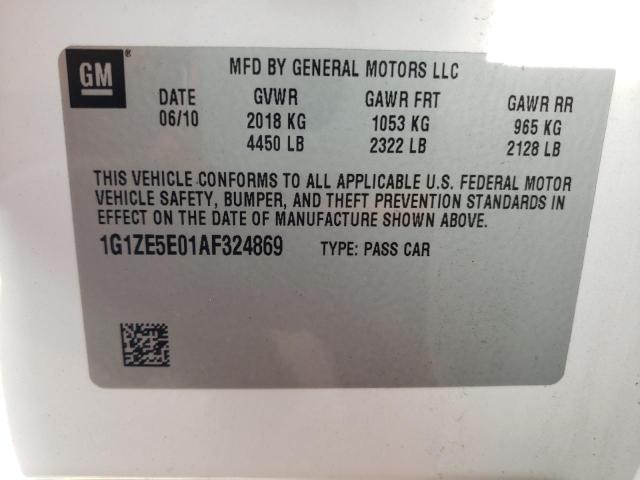 GM
®
MFD BY GENERAL MOTORS LLC
DATE GVWR GAWR FRT GAWR RR
06/10 2018 KG 1053 KG 965 KG
4450 LB 2322 LB 2128 LB
THIS VEHICLE CONFORMS TO ALL APPLICABLE U.S. FEDERAL MOTOR
VEHICLE SAFETY, BUMPER, AND THEFT PREVENTION STANDARDS IN
EFFECT ON THE DATE OF MANUFACTURE SHOWN ABOVE.
1G1ZE5E01AF324869 TYPE: PASS CAR